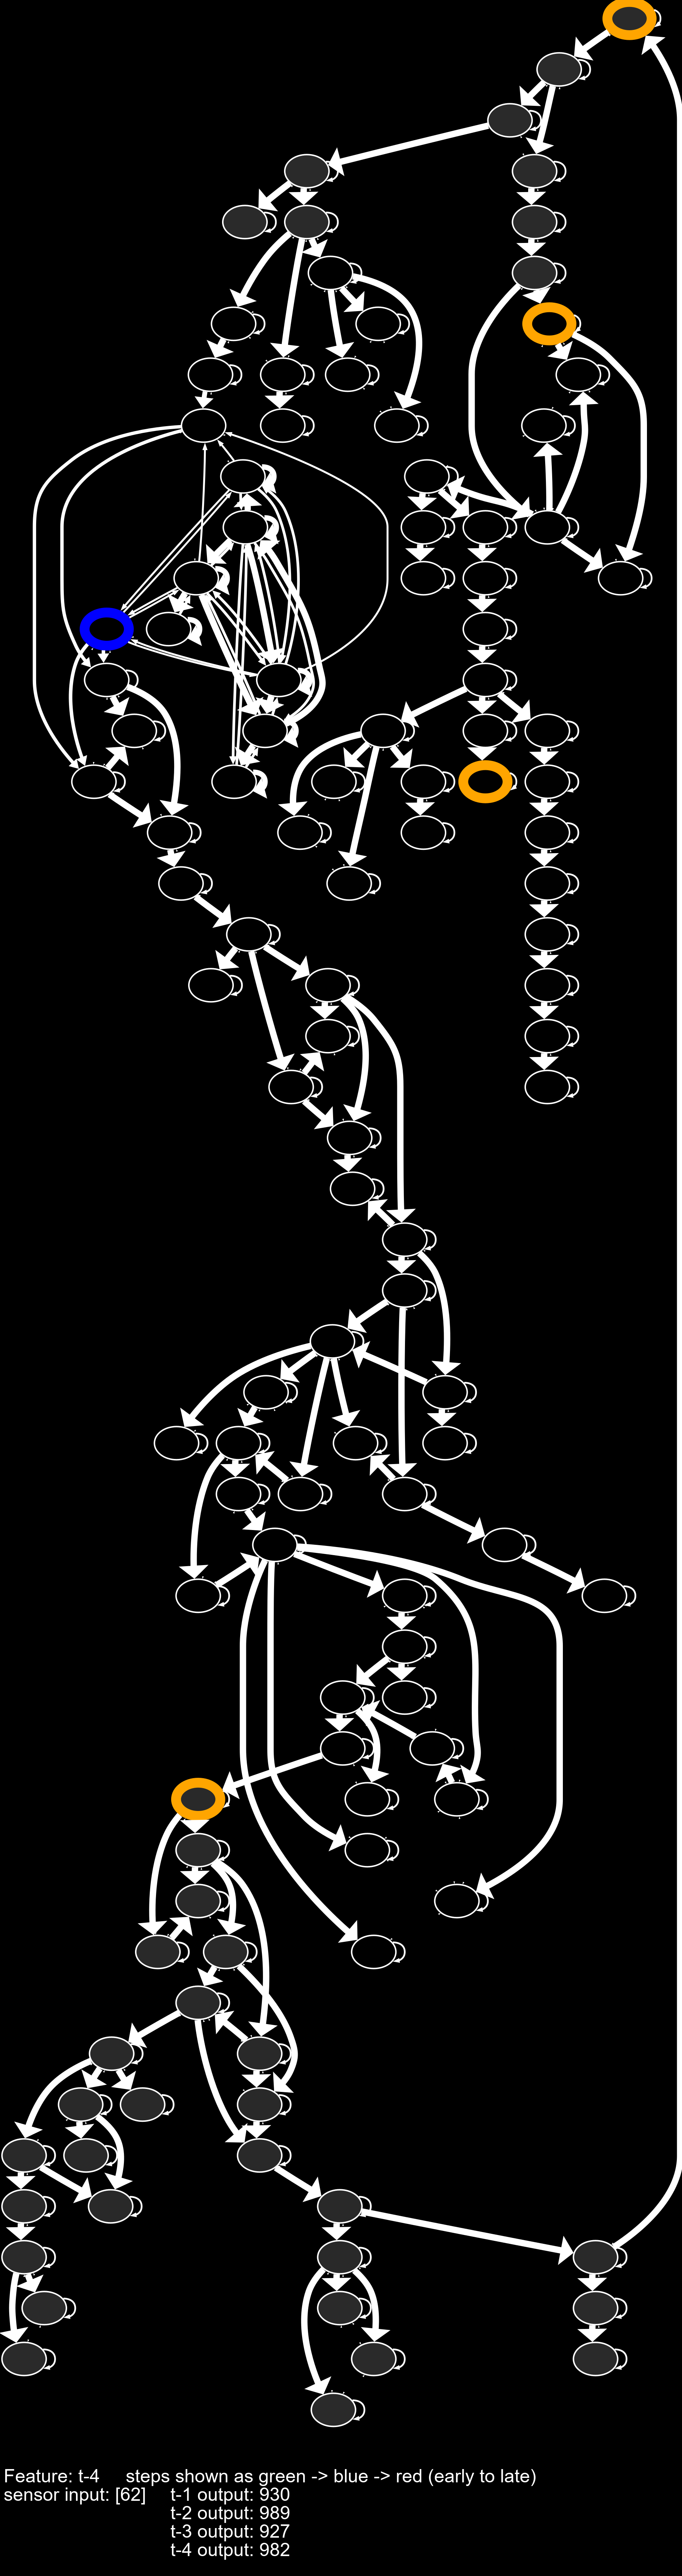 Feature: t-4     steps shown as green -> blue -> red (early to late)
sensor input: [62]     t-1 output: 930
t-2 output: 989
t-3 output: 927
t-4 output: 982